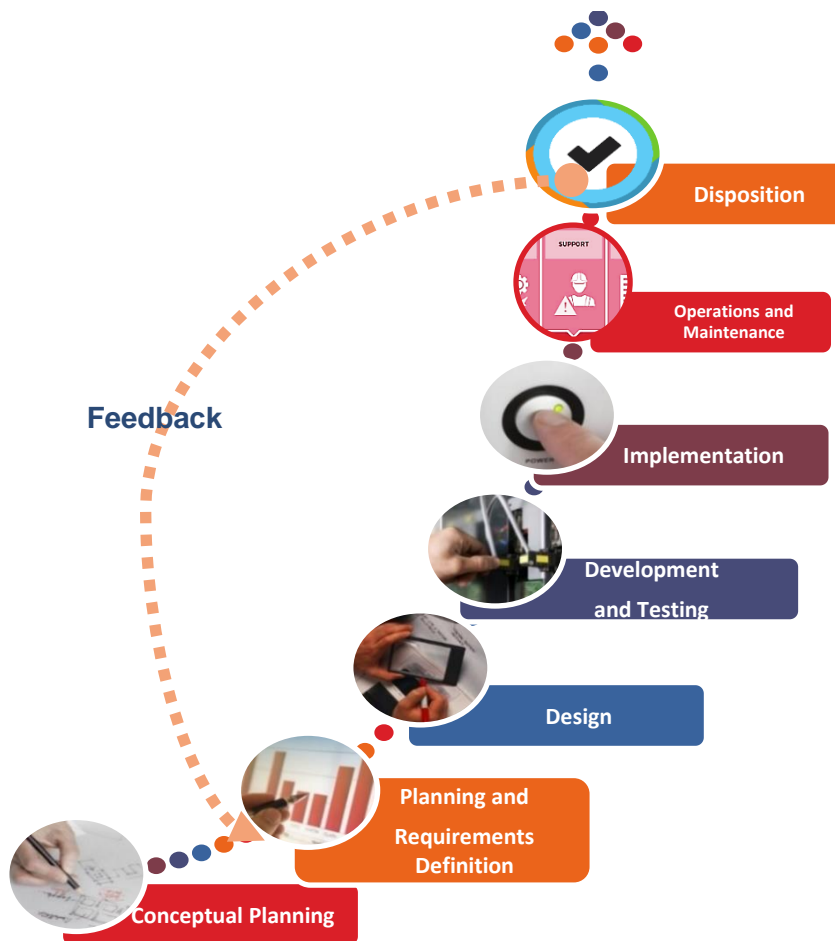 Disposition
SUPPORT
Operations and
Maintenance
Feedback
Implementation
POWER
Development
and Testing
Design
Planning and
Requirements
Definition
Conceptual Planning